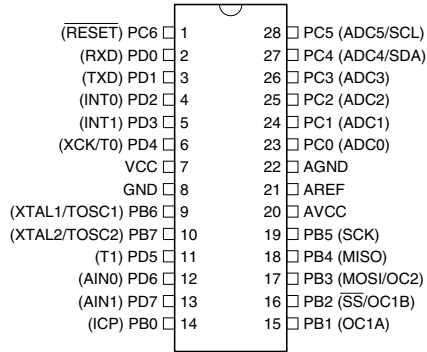 (RESET) PC6 1
(RXD) PD0 2
(TXD) PD1 3
(INT0) PD2 4
(INT1) PD3 5
(XCK/T0) PD4 6
VCC 7
GND 8
(XTAL1/TOSC1) PB6 9
(XTAL2/TOSC2) PB7 10
(T1) PD5 11
(AIN0) PD6 12
(AIN1) PD7 13
(ICP) PB0 14
28 PC5 (ADC5/SCL)
27 PC4 (ADC4/SDA)
26 PC3 (ADC3)
25 PC2 (ADC2)
24 PC1 (ADC1)
23 PC0 (ADC0)
22 AGND
21 AREF
20 AVCC
19 PB5 (SCK)
18 PB4 (MISO)
17 PB3 (MOSI/OC2)
16 PB2 (SS/OC1B)
15 PB1 (OC1A)